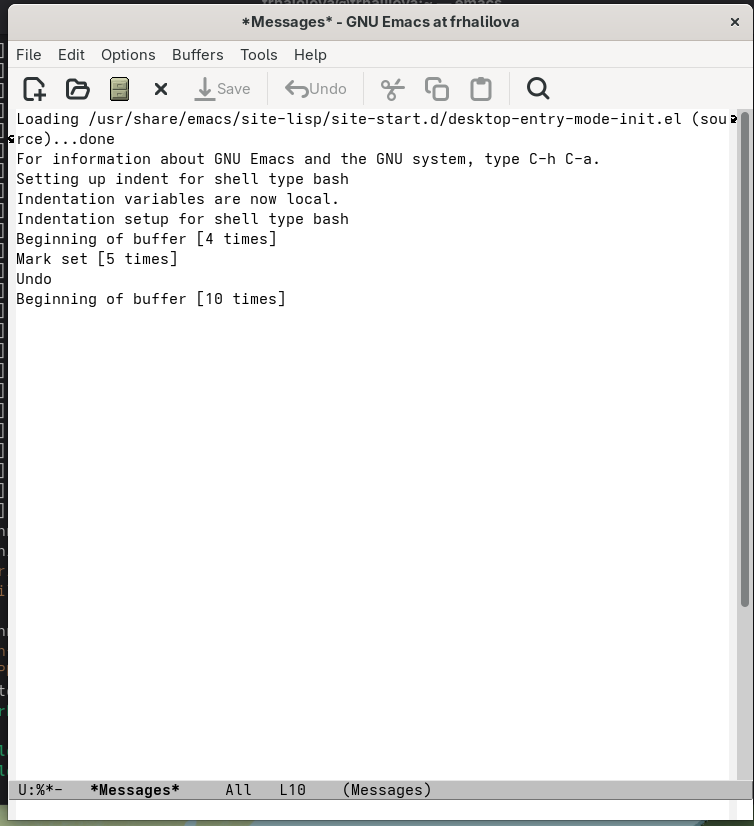 *Messages* - GNU Emacs at frhalilova
File Edit Options Buffers Tools Help
Save Undo
Loading /usr/share/emacs/site-lisp/site-start.d/desktop-entry-mode-init.el (sou
rce)...done
For information about GNU Emacs and the GNU system, type C-h C-a.
Setting up indent for shell type bash
Indentation variables are now local.
Indentation setup for shell type bash
Beginning of buffer [4 times]
Mark set [5 times]
Undo
Beginning of buffer [10 times]
U:%*- *Messages* All L10 (Messages)